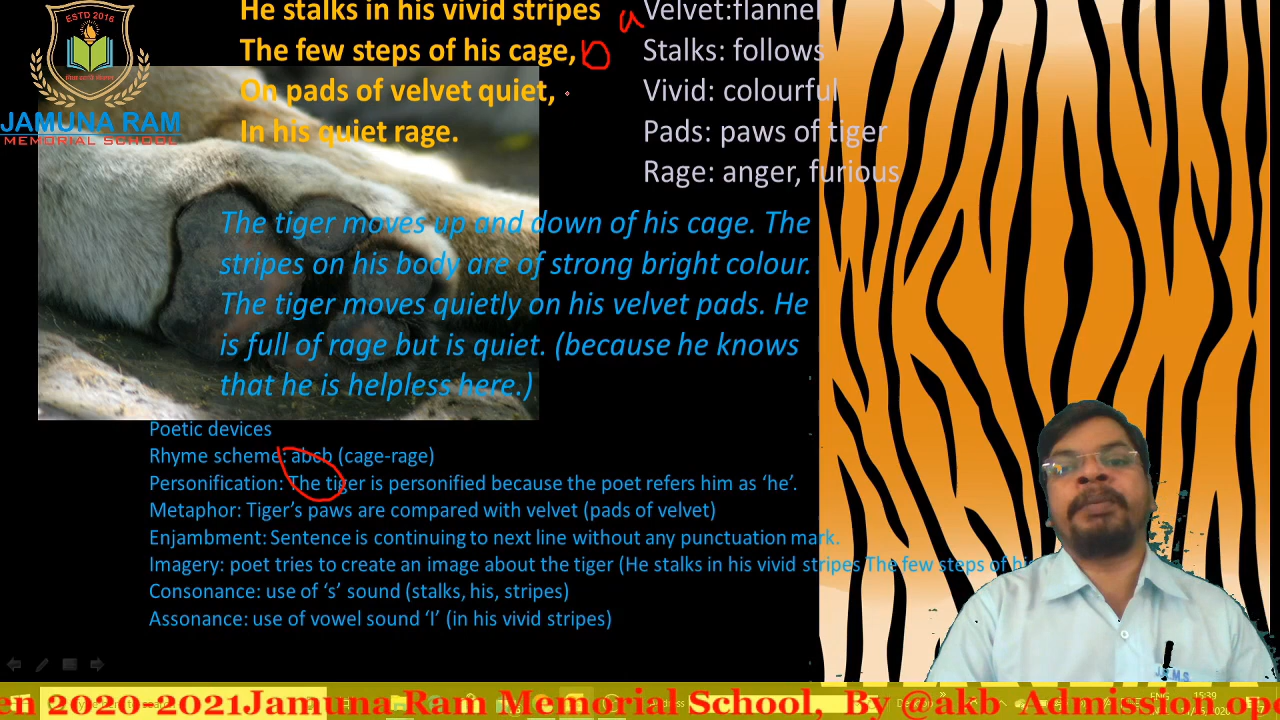 ESTD 2016
JAMUNA RAM
MEMORIAL SCHOOL
He stalks in his vivid stripes a
The few steps of his cage, b
On pads of velvet quiet,
In his quiet rage.
Velvet:flannel
Stalks: follows
Vivid: colourful
Pads: paws of tiger
Rage: anger, furious
The tiger moves up and down of his cage. The
stripes on his body are of strong bright colour.
The tiger moves quietly on his velvet pads. He
is full of rage but is quiet. (because he knows
that he is helpless here.)
Poetic devices
Rhyme scheme: abcb (cage-rage)
Personification: The tiger is personified because the poet refers him as ‘he’.
Metaphor: Tiger’s paws are compared with velvet (pads of velvet)
Enjambment: Sentence is continuing to next line without any punctuation mark.
Imagery: poet tries to create an image about the tiger (He stalks in his vivid stripes The few steps of
Consonance: use of ‘s’ sound (stalks, his, stripes)
Assonance: use of vowel sound ‘I’ (in his vivid stripes)
en 2020-2021Jamuna Ram Memorial School, By @akb Admission ope